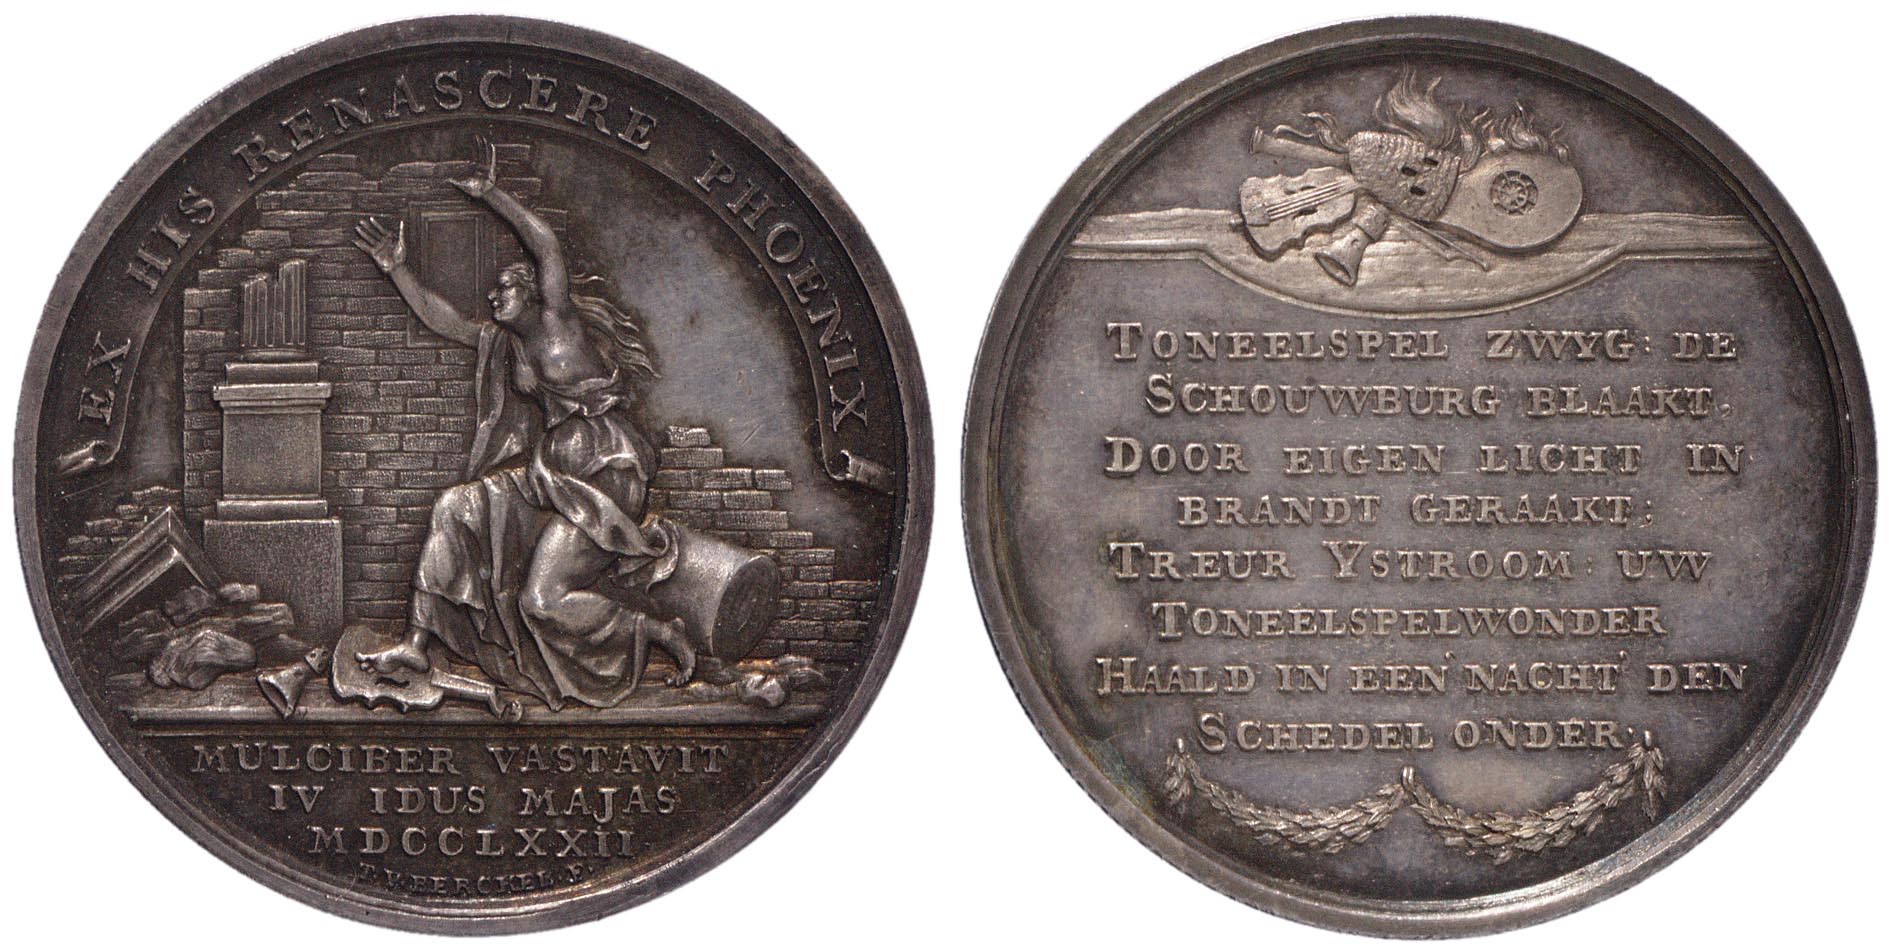 EX HIS RENASCERE PHOENIX
MULCIBER VASTAVIT
IV IDUS MAJAS
MDCCLXXII.
T. V. BERCKEL. F.
TONEELSPEL ZWYG: DE
SCHOUWBURG BLAAKT,
DOOR EIGEN LICHT IN
BRANDT GERAAKT;
TREUR YSTROOM: UW
TONEELSPELWONDER
HAALD IN EEN' NACHT' DEN
SCHEDEL ONDER.